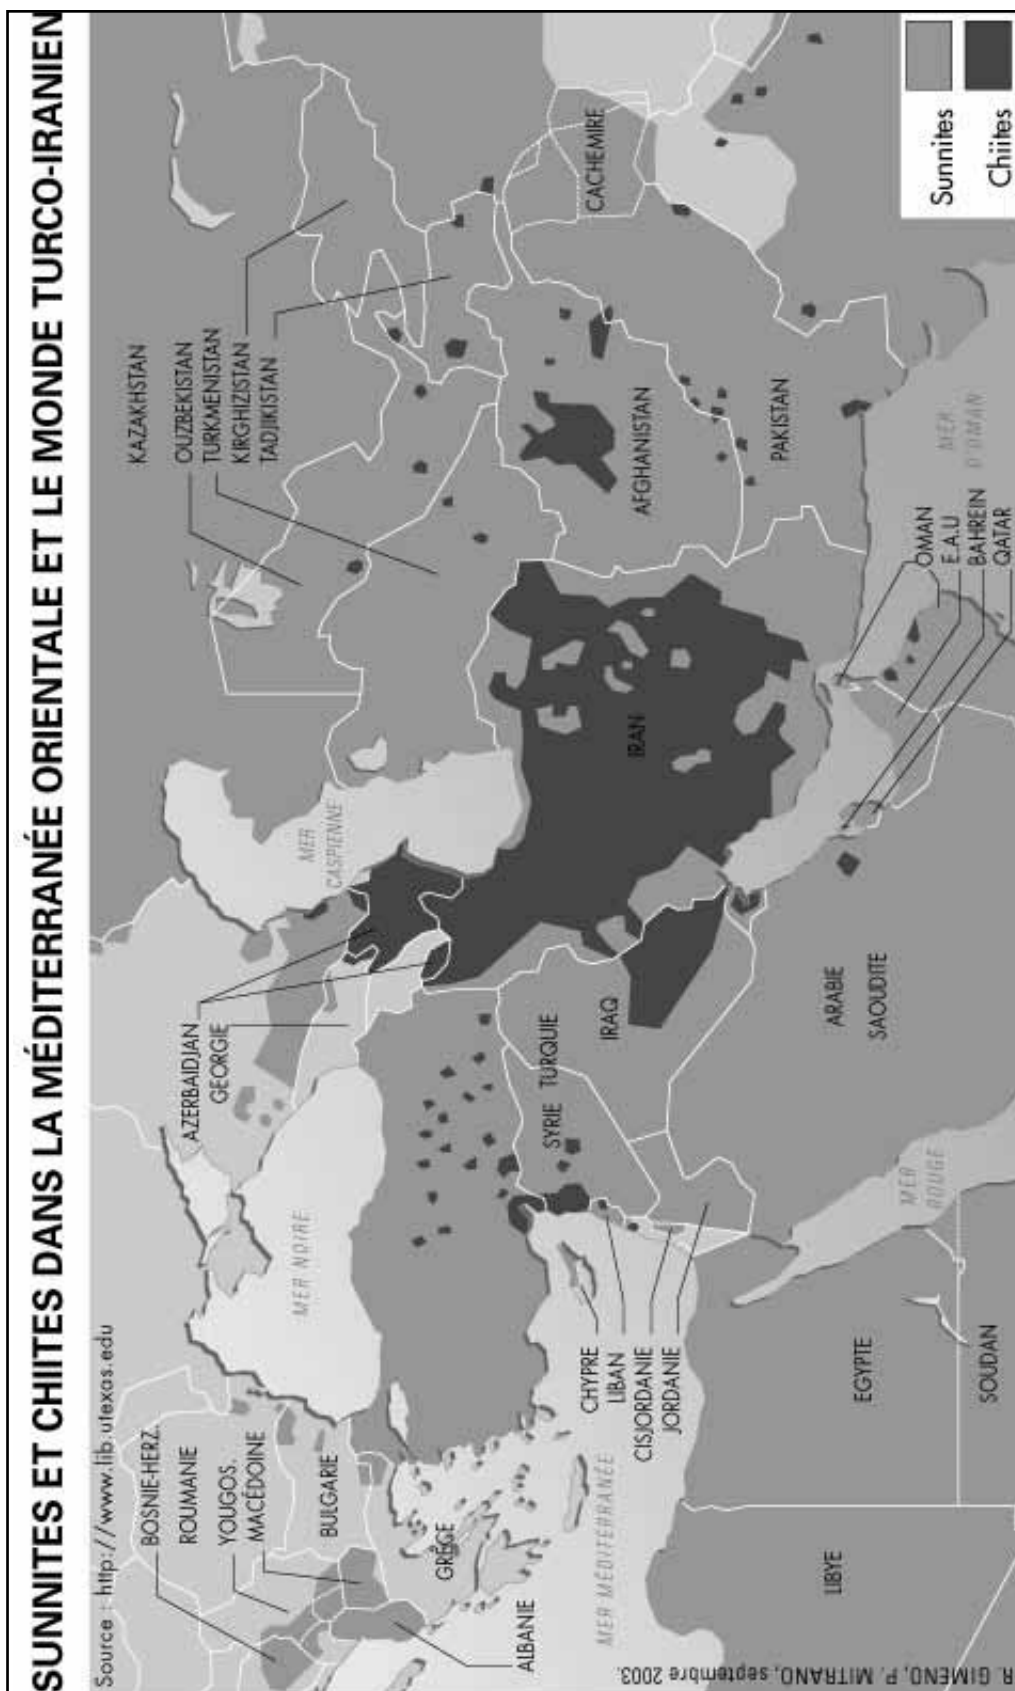 SUNNITES ET CHIITES DANS LA MÉDITERRANÉE ORIENTALE ET LE MONDE TURCO-IRANIEN
Source : http://www.lib.utexas.edu
BOSNIE-HERZ.
ROUMANIE
YOUGOS.
MACÉDOINE
BULGARIE
GRÈCE
ALBANIE
MER NOIRE
AZERBAIDJAN
GEORGIE
MER
CASPIENNE
KAZAKHSTAN
OUZBEKISTAN
TURKMENISTAN
KIRGHIZISTAN
TADJIKISTAN
CACHEMIRE
TURQUIE
SYRIE
IRAQ
IRAN
AFGHANISTAN
PAKISTAN
CHYPRE
LIBAN
CISJORDANIE
JORDANIE
MER MÉDITERRANÉE
LIBYE
EGYPTE
SOUDAN
MER
ROUGE
ARABIE
SAOUDITE
OMAN
E.A.U
BAHREIN
QATAR
MER
D'OMAN
Sunnites
Chiites
R. GIMENO, P. MITRANO, septembre 2003.